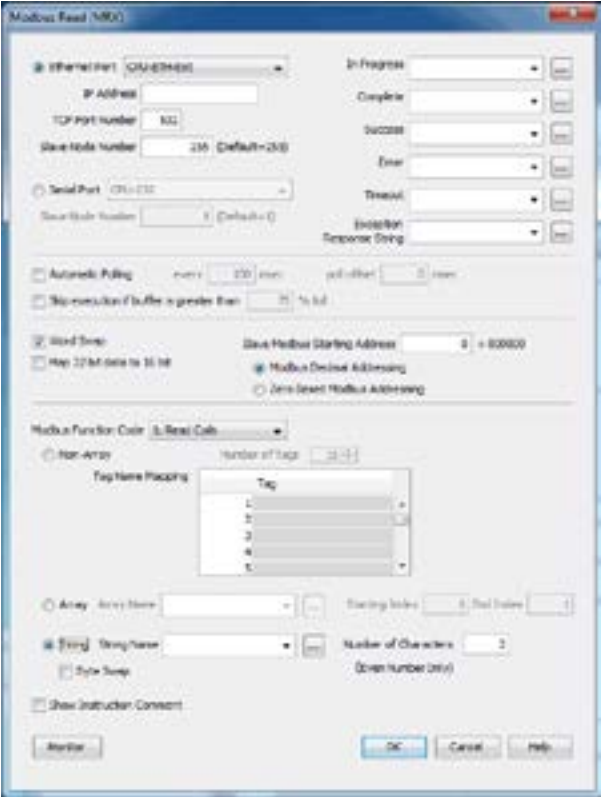 Modbus Read (MRX)
Ethernet Port
In Progress
IP Address
Complete
TCP Port Number 502
Success
Slave Node Number 255 (Default=255)
Error
Serial Port
Timeout
Slave Node Number (Default=1)
Exception
Response String
Automatic Polling every msec poll offset 0 msec
Skip execution if buffer is greater than % full
Word Swap
Slave Modbus Starting Address 0 + 000000
Map 32 bit data to 16 bit
Modbus Decimal Addressing
Zero Based Modbus Addressing
Modbus Function Code 1: Read Coils
Non-Array Number of Tags
Tag Name Mapping
Tag
1
2
3
4
5
Array Array Name Starting Index End Index
String String Name Number of Characters 2
Byte Swap (Even Number Only)
Show Instruction Comment
Monitor OK Cancel Help